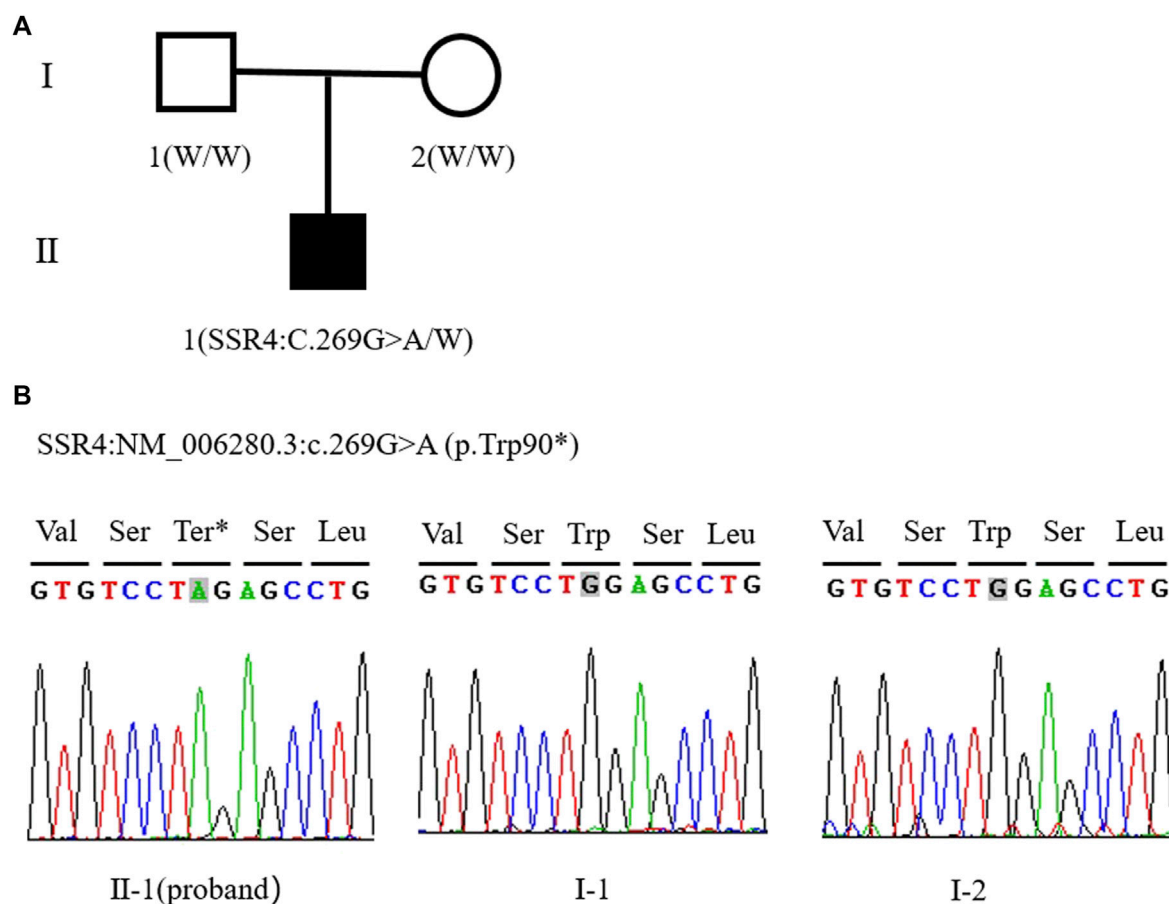 A
I
1(W/W) 2(W/W)
II
1(SSR4:C.269G>A/W)
B
SSR4:NM_006280.3:c.269G>A (p.Trp90*)
Val Ser Ter* Ser Leu Val Ser Trp Ser Leu Val Ser Trp Ser Leu
GTGTCCTAGAGCCTG GTGTCCTGGAGCCTG GTGTCCTGGAGCCTG
II-1(proband) I-1 I-2